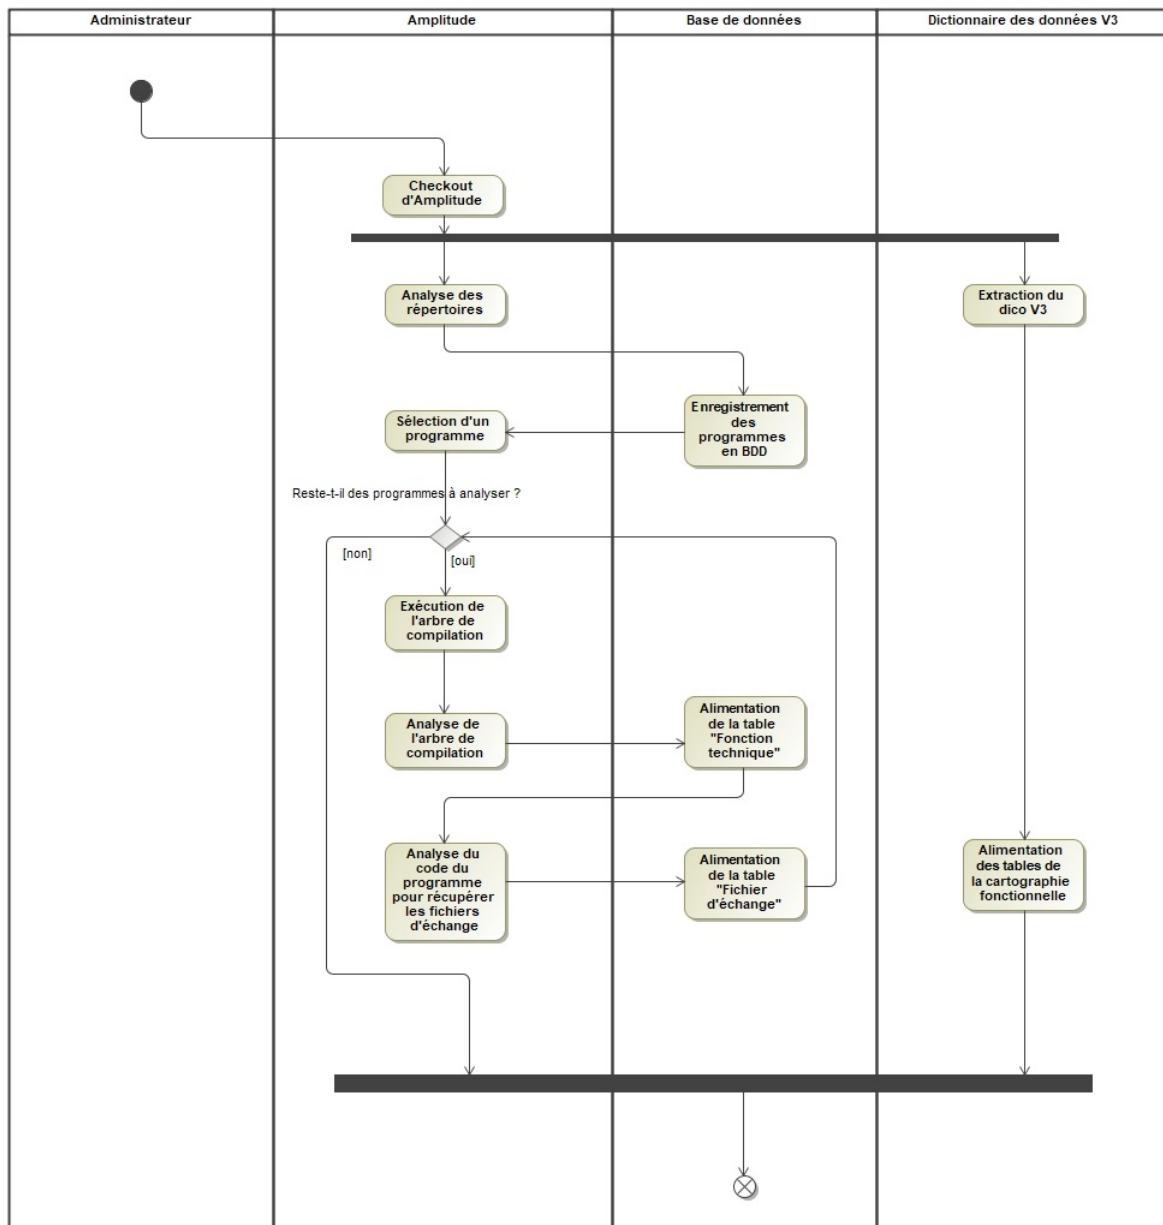 Administrateur
Amplitude
Base de données
Dictionnaire des données V3
Checkout
d'Amplitude
Analyse des
répertoires
Extraction du
dico V3
Enregistrement
des
programmes
en BDD
Sélection d'un
programme
Reste-t-il des programmes à analyser ?
[non]
[oui]
Exécution de
l'arbre de
compilation
Analyse de
l'arbre de
compilation
Alimentation
de la table
"Fonction
technique"
Analyse du
code du
programme
pour récupérer
les fichiers
d'échange
Alimentation
de la table
"Fichier
d'échange"
Alimentation
des tables de
la cartographie
fonctionnelle